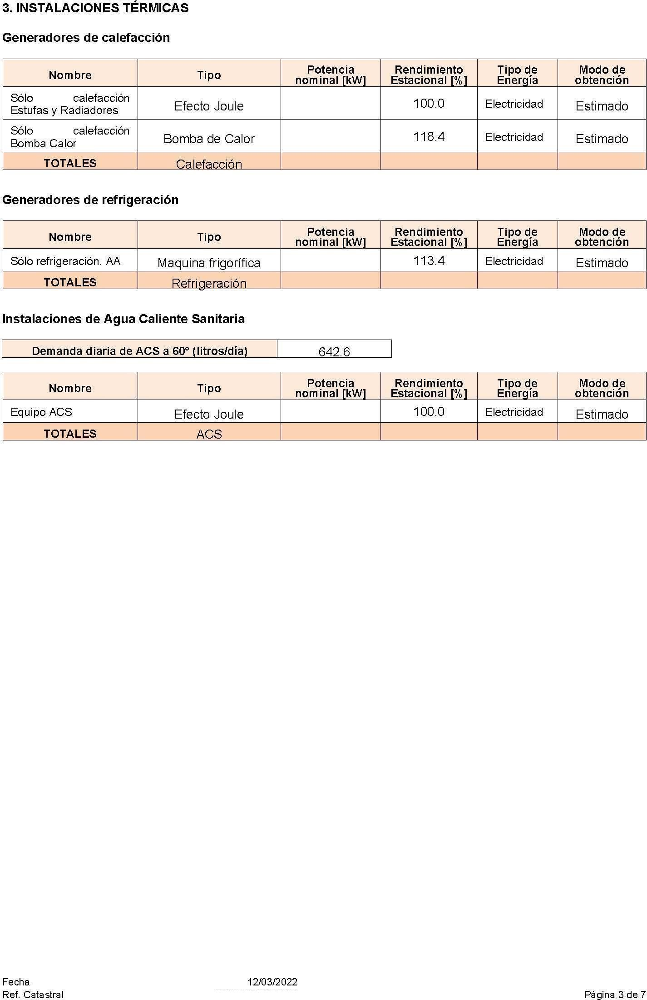 3. INSTALACIONES TÉRMICAS
Generadores de calefacción
Nombre Tipo Potencia nominal [kW] Rendimiento Estacional [%] Tipo de Energía Modo de obtención
Sólo calefacción Estufas y Radiadores Efecto Joule 100.0 Electricidad Estimado
Sólo calefacción Bomba Calor Bomba de Calor 118.4 Electricidad Estimado
TOTALES Calefacción
Generadores de refrigeración
Nombre Tipo Potencia nominal [kW] Rendimiento Estacional [%] Tipo de Energía Modo de obtención
Sólo refrigeración. AA Maquina frigorífica 113.4 Electricidad Estimado
TOTALES Refrigeración
Instalaciones de Agua Caliente Sanitaria
Demanda diaria de ACS a 60° (litros/día) 642.6
Nombre Tipo Potencia nominal [kW] Rendimiento Estacional [%] Tipo de Energía Modo de obtención
Equipo ACS Efecto Joule 100.0 Electricidad Estimado
TOTALES ACS
Fecha 12/03/2022
Ref. Catastral Página 3 de 7